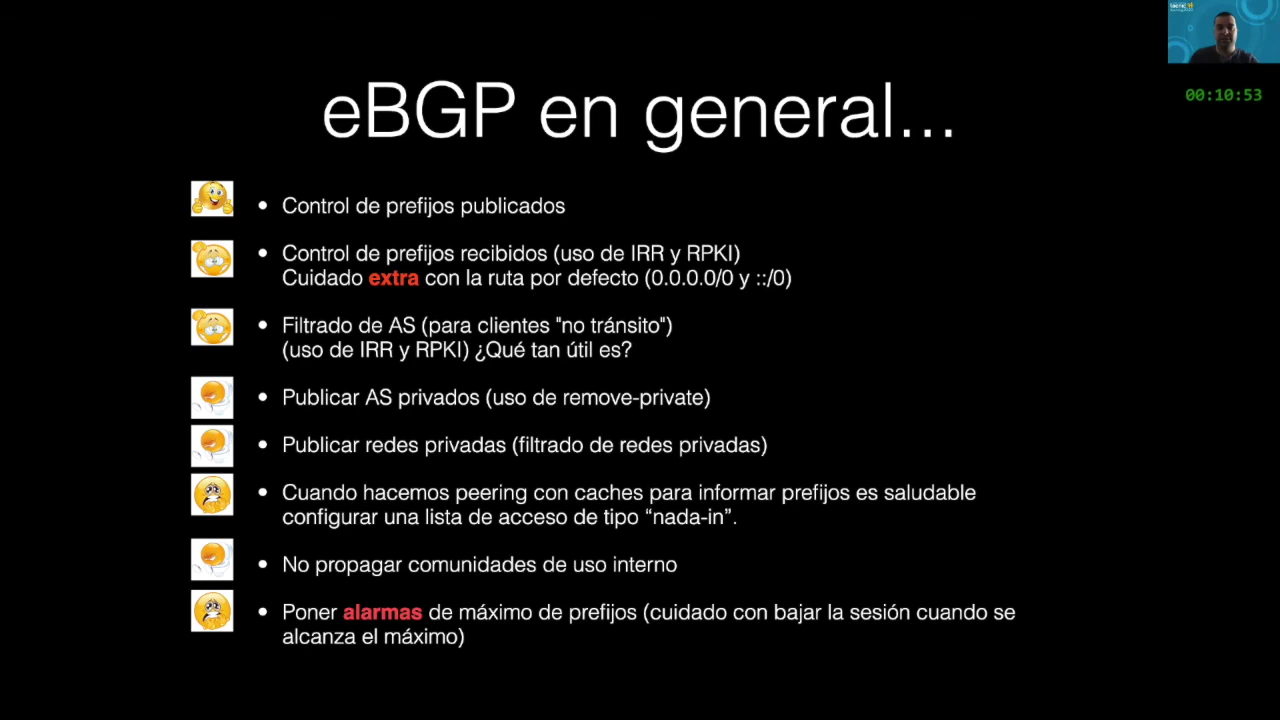 00:10:53
eBGP en general...
• Control de prefijos publicados
• Control de prefijos recibidos (uso de IRR y RPKI)
Cuidado extra con la ruta por defecto (0.0.0.0/0 y ::/0)
• Filtrado de AS (para clientes "no tránsito")
(uso de IRR y RPKI) ¿Qué tan útil es?
• Publicar AS privados (uso de remove-private)
• Publicar redes privadas (filtrado de redes privadas)
• Cuando hacemos peering con caches para informar prefijos es saludable
configurar una lista de acceso de tipo “nada-in”.
• No propagar comunidades de uso interno
• Poner alarmas de máximo de prefijos (cuidado con bajar la sesión cuando se
alcanza el máximo)